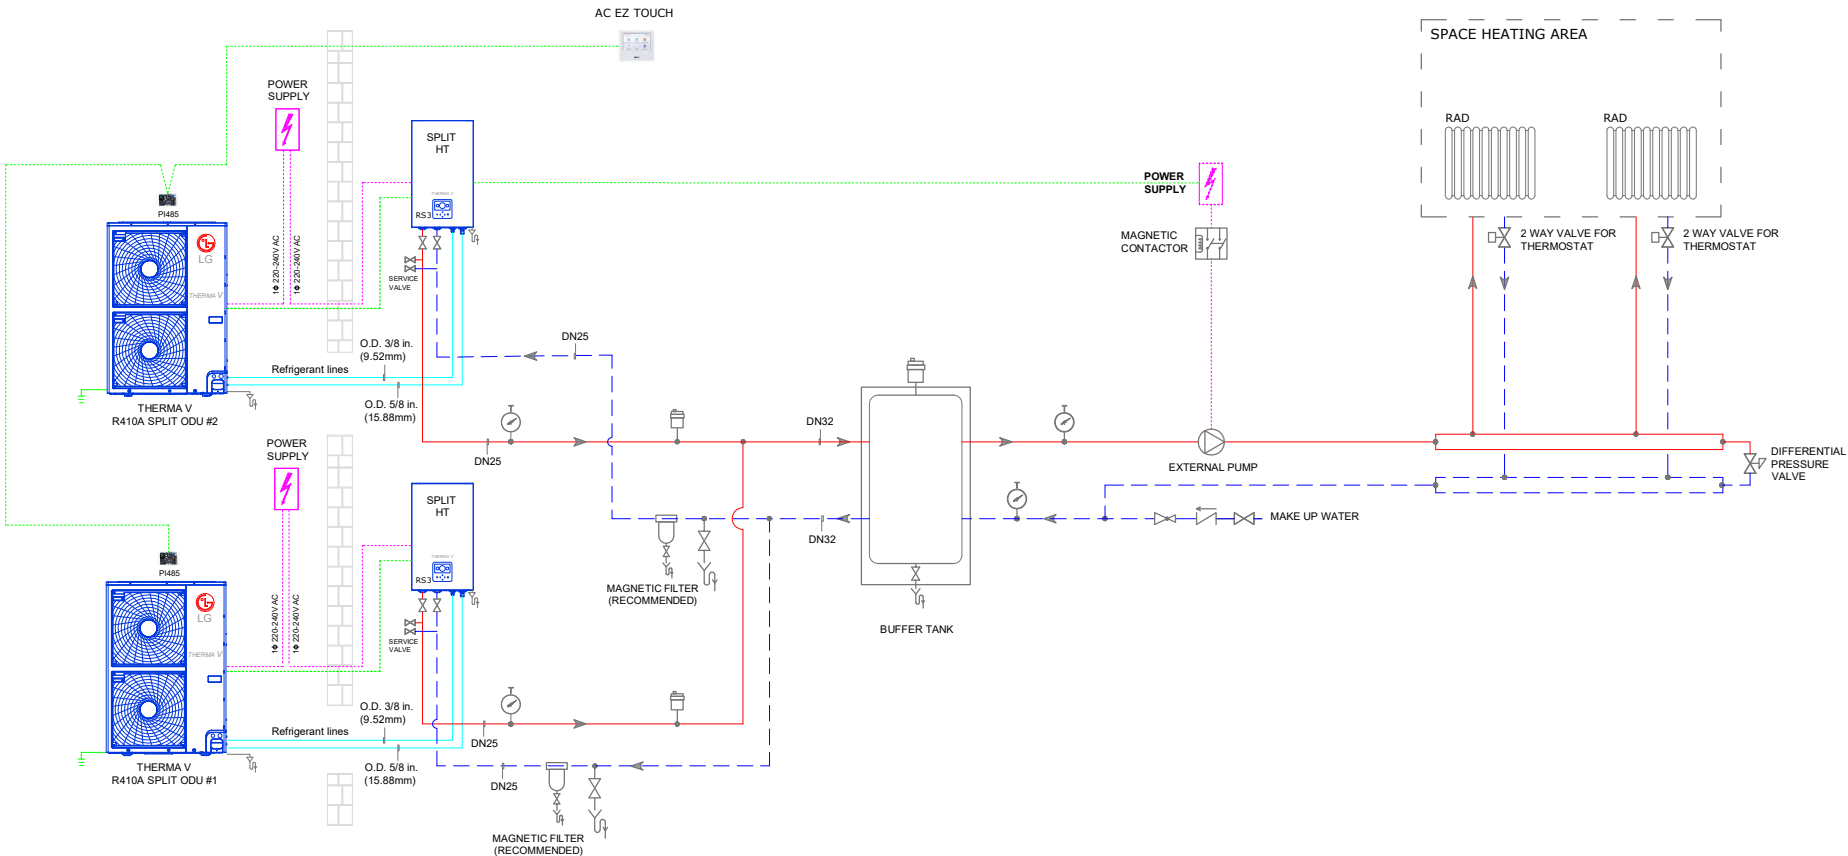 AC EZ TOUCH
SPACE HEATING AREA
POWER
SUPPLY
RAD
RAD
SPLIT
HT
THERMA V
RS3
POWER
SUPPLY
PI485
LG
THERMA V
1Φ 220-240V AC
1Φ 220-240V AC
MAGNETIC
CONTACTOR
2 WAY VALVE FOR
THERMOSTAT
2 WAY VALVE FOR
THERMOSTAT
SERVICE
VALVE
DN25
O.D. 3/8 in.
(9.52mm)
Refrigerant lines
O.D. 5/8 in.
(15.88mm)
THERMA V
R410A SPLIT ODU #2
DN32
DN25
EXTERNAL PUMP
DIFFERENTIAL
PRESSURE
VALVE
POWER
SUPPLY
SPLIT
HT
THERMA V
RS3
MAKE UP WATER
DN32
PI485
LG
THERMA V
1Φ 220-240V AC
1Φ 220-240V AC
MAGNETIC FILTER
(RECOMMENDED)
BUFFER TANK
SERVICE
VALVE
O.D. 3/8 in.
(9.52mm)
Refrigerant lines
DN25
O.D. 5/8 in.
(15.88mm)
THERMA V
R410A SPLIT ODU #1
DN25
MAGNETIC FILTER
(RECOMMENDED)